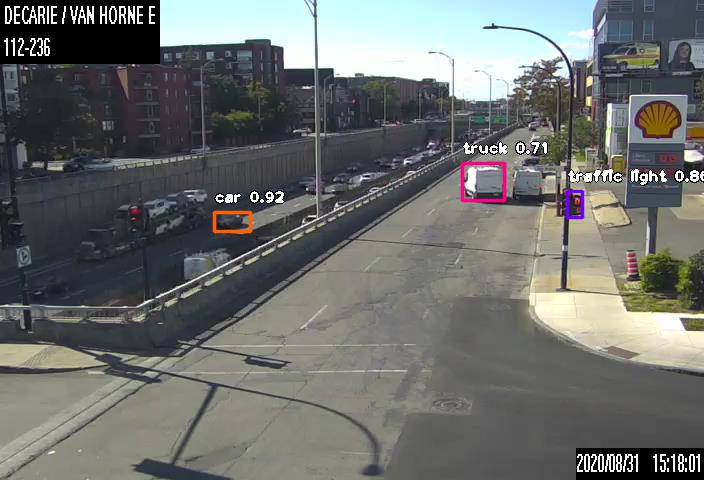 DECARIE / VAN HORNE E
112-236
truck 0.71
car 0.92
traffic light 0.86
2020/08/31 15:18:01